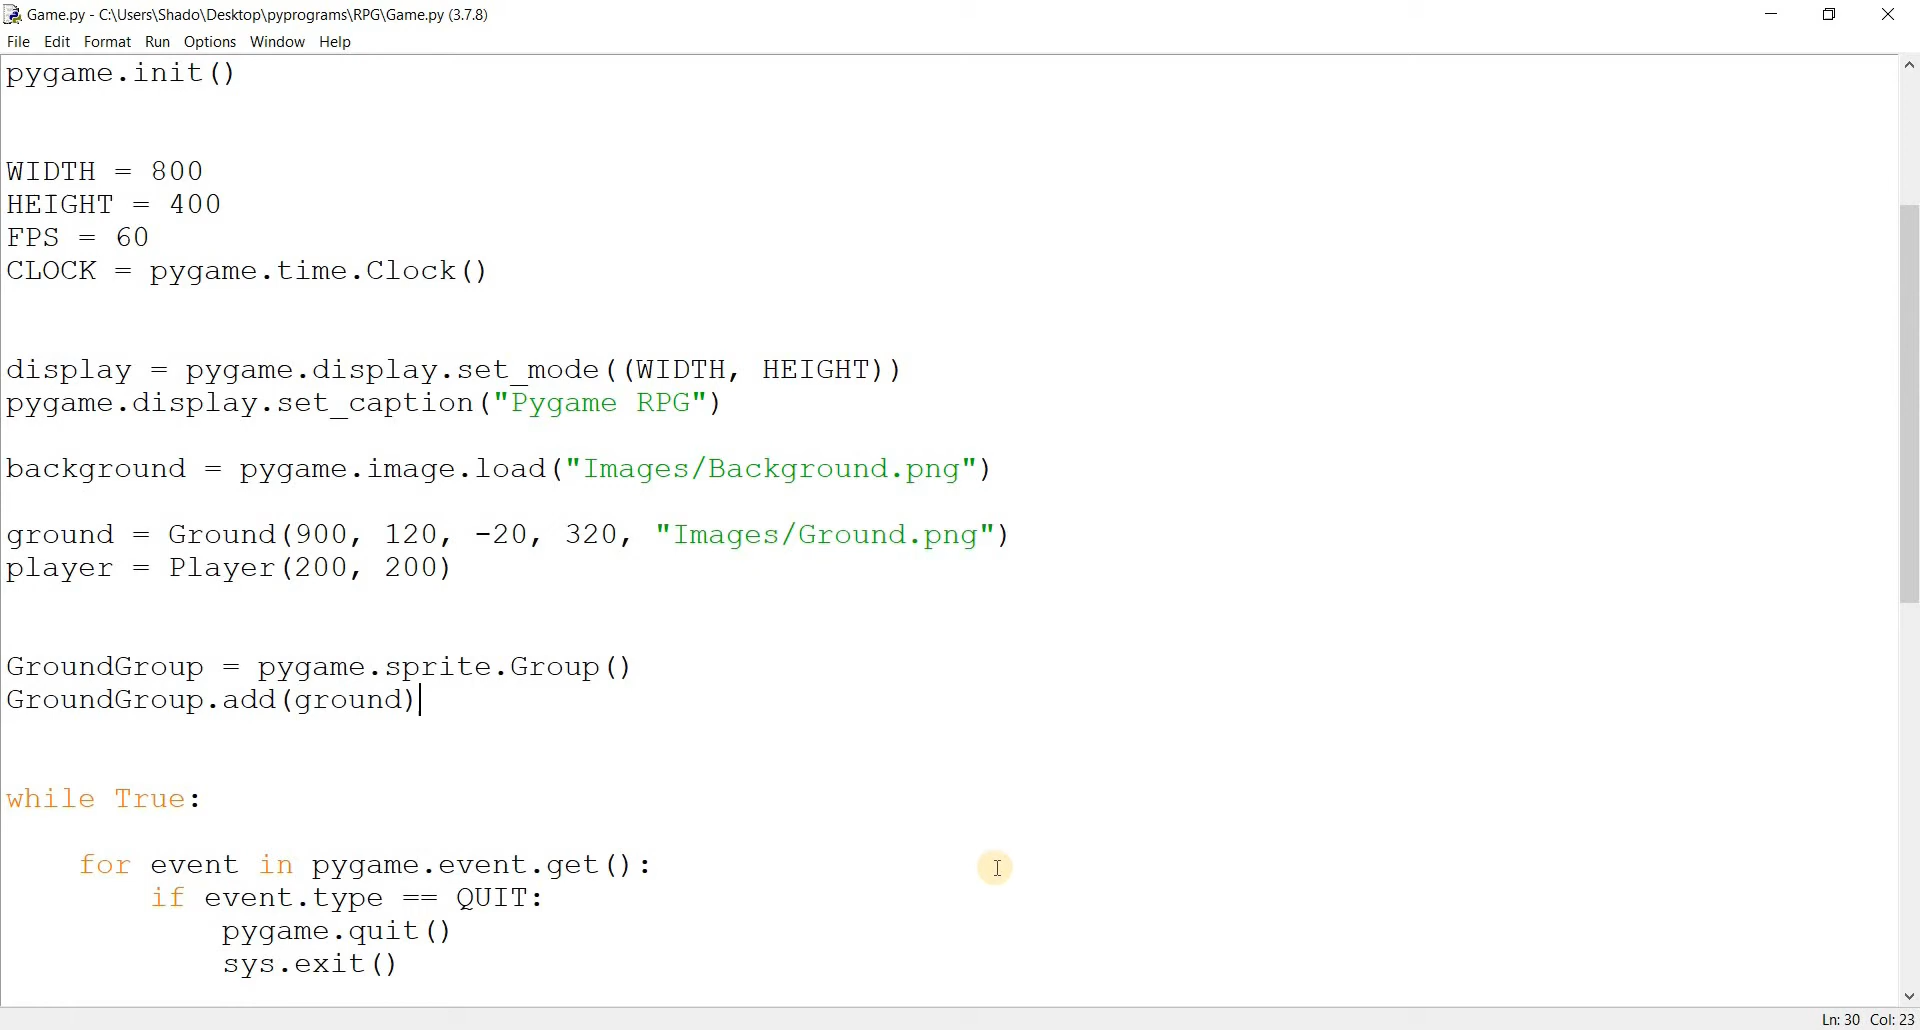 Game.py - C:\Users\Shado\Desktop\pyprograms\RPG\Game.py (3.7.8)
File Edit Format Run Options Window Help
pygame.init()
WIDTH = 800
HEIGHT = 400
FPS = 60
CLOCK = pygame.time.Clock()
display = pygame.display.set_mode((WIDTH, HEIGHT))
pygame.display.set_caption("Pygame RPG")
background = pygame.image.load("Images/Background.png")
ground = Ground(900, 120, -20, 320, "Images/Ground.png")
player = Player(200, 200)
GroundGroup = pygame.sprite.Group()
GroundGroup.add(ground)
while True:
    for event in pygame.event.get():
        if event.type == QUIT:
            pygame.quit()
            sys.exit()
Ln: 30 Col: 23